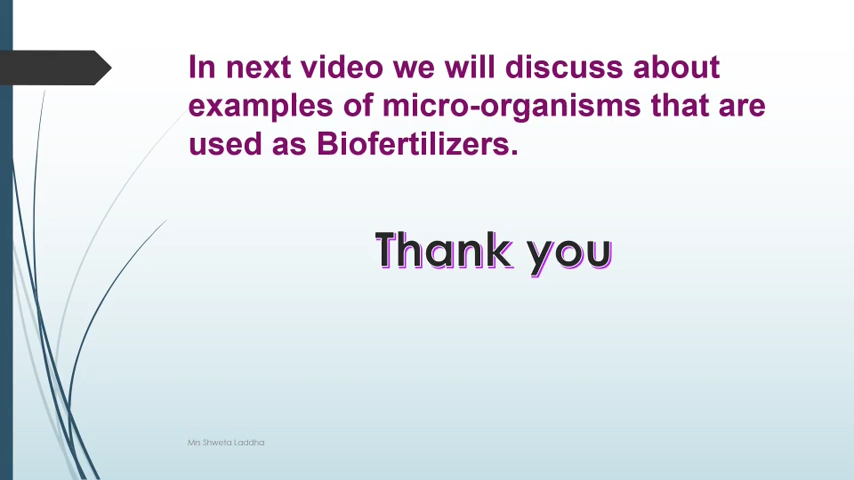 In next video we will discuss about
examples of micro-organisms that are
used as Biofertilizers.
Thank you
Mrs Shweta Laddha